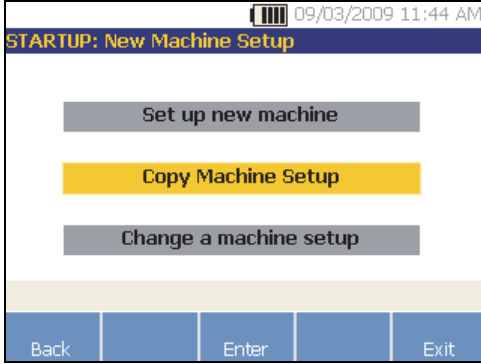 09/03/2009 11:44 AM
STARTUP: New Machine Setup
Set up new machine
Copy Machine Setup
Change a machine setup
Back Enter Exit